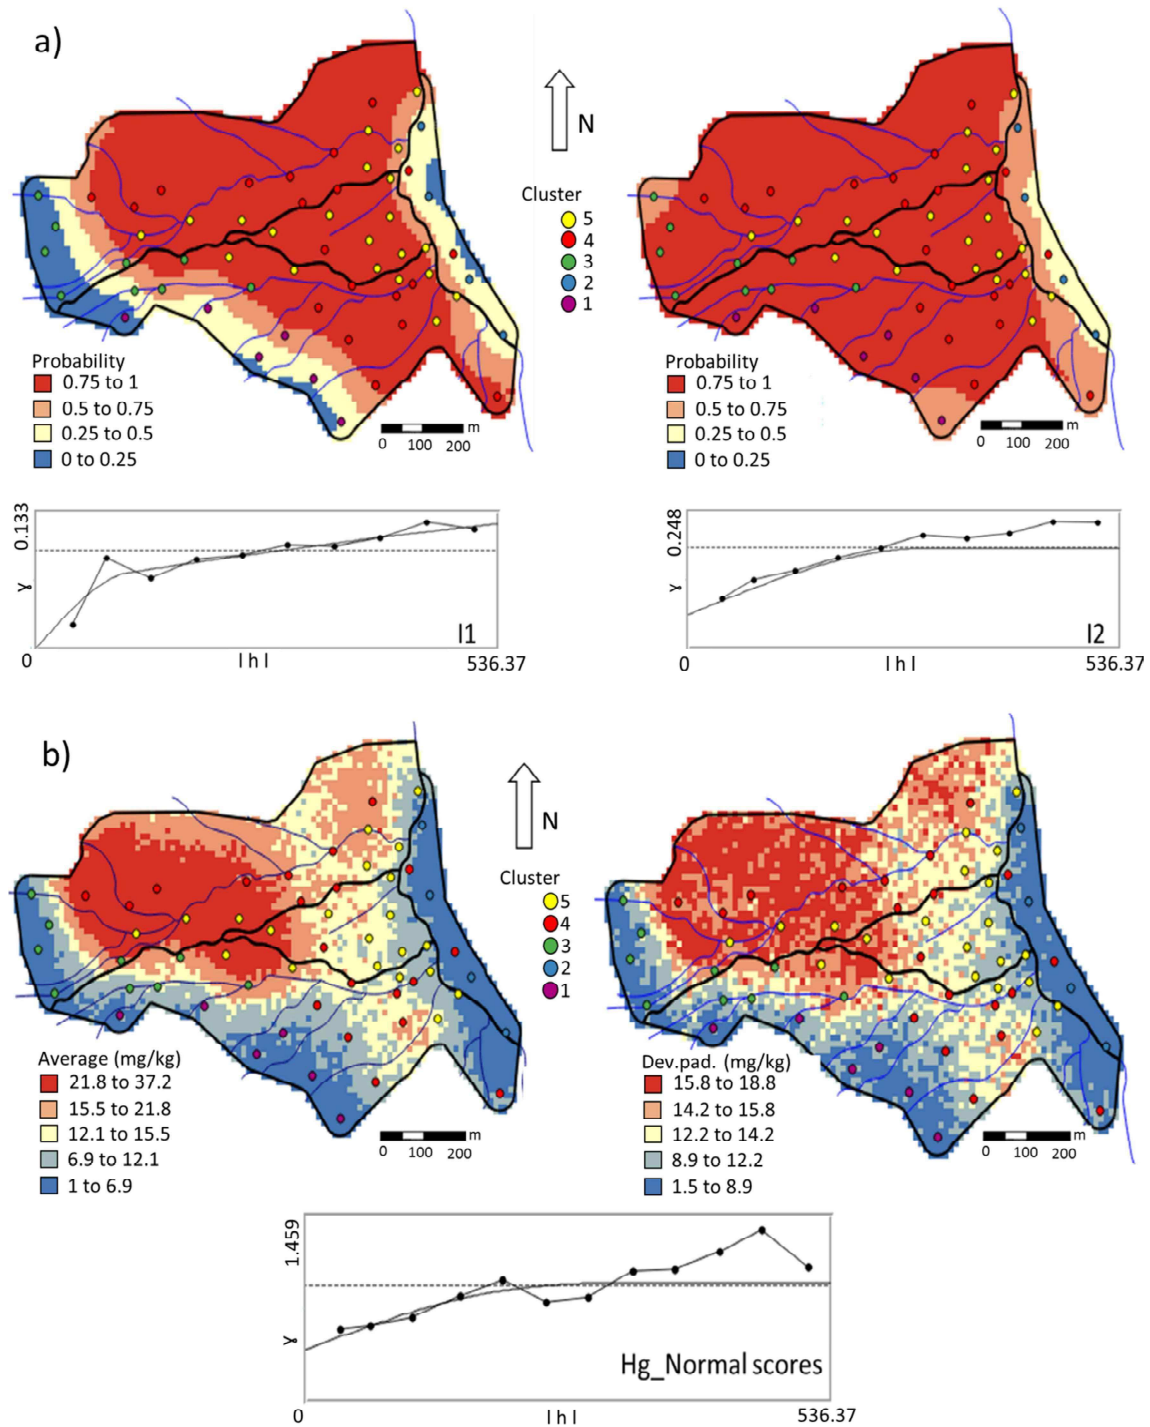 a)
N
Cluster
5
4
3
2
1
Probability
0.75 to 1
0.5 to 0.75
0.25 to 0.5
0 to 0.25
m
0 100 200
Probability
0.75 to 1
0.5 to 0.75
0.25 to 0.5
0 to 0.25
m
0 100 200
0.133
γ
I1
0 I h I 536.37
0.248
γ
I2
0 I h I 536.37
b)
N
Cluster
5
4
3
2
1
Average (mg/kg)
21.8 to 37.2
15.5 to 21.8
12.1 to 15.5
6.9 to 12.1
1 to 6.9
m
0 100 200
Dev.pad. (mg/kg)
15.8 to 18.8
14.2 to 15.8
12.2 to 14.2
8.9 to 12.2
1.5 to 8.9
m
0 100 200
1.459
γ
Hg_Normal scores
0 I h I 536.37